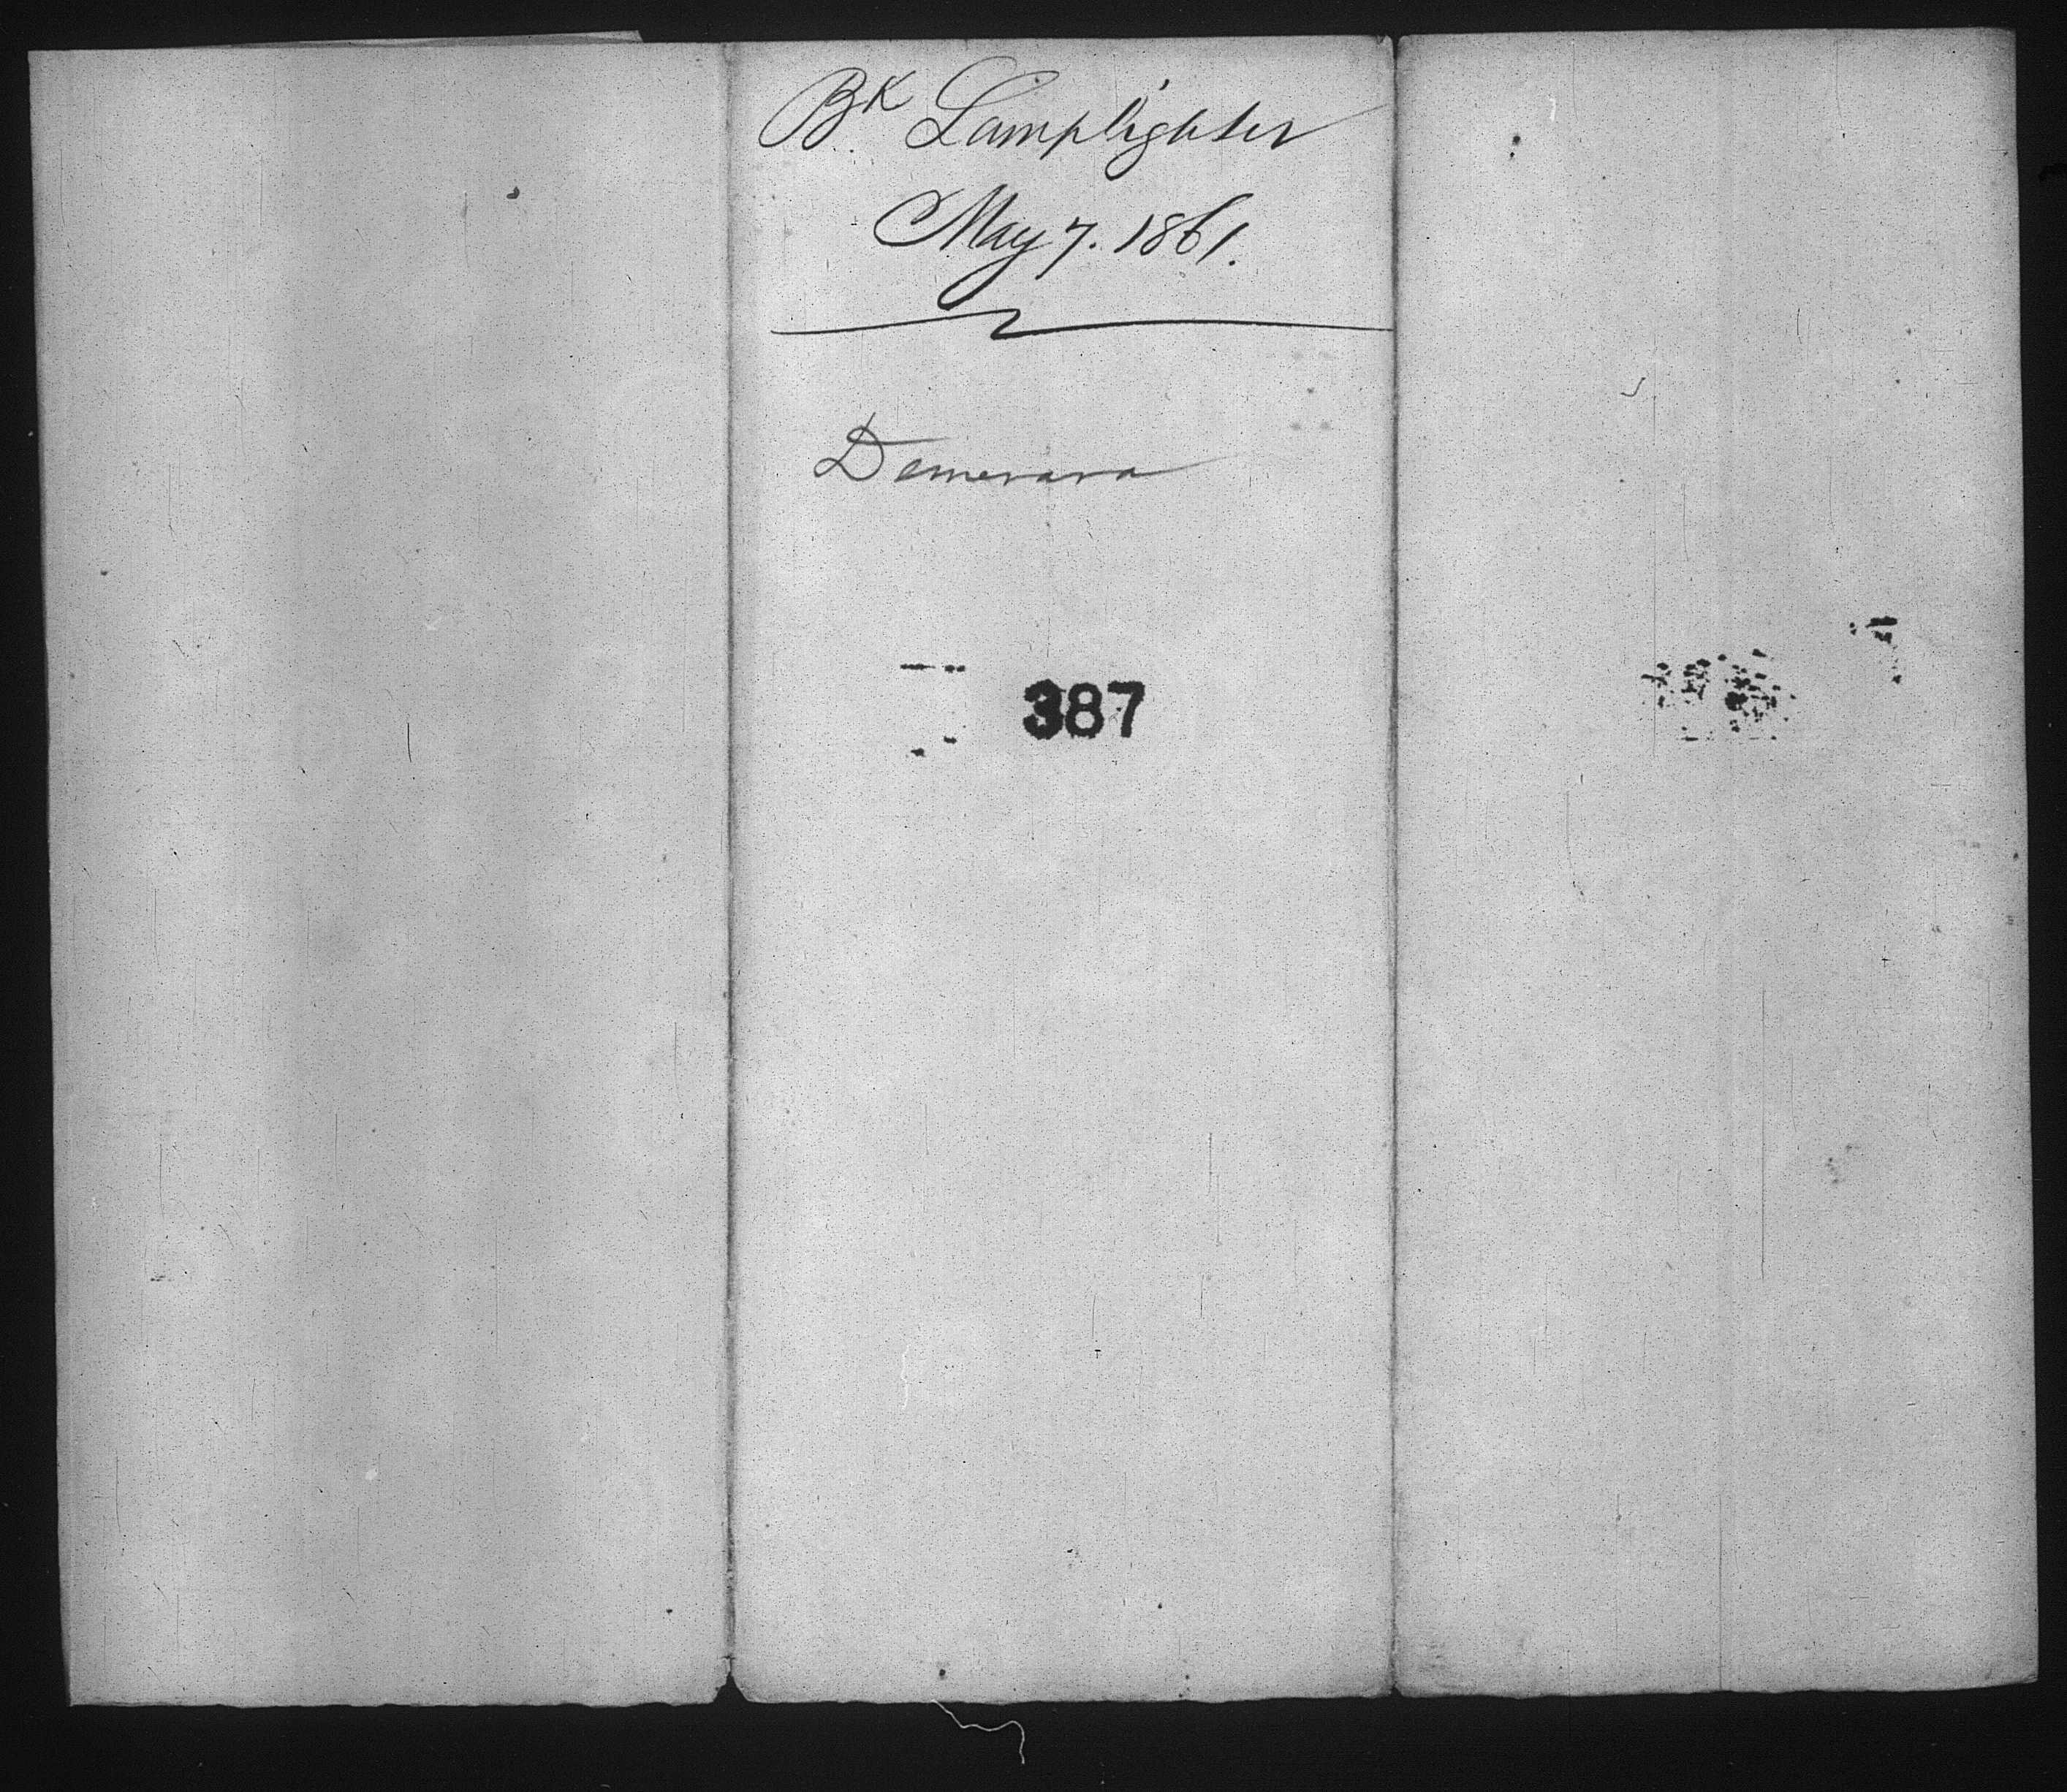 Bk Lamplighter
May 7. 1861.
Demerara
387